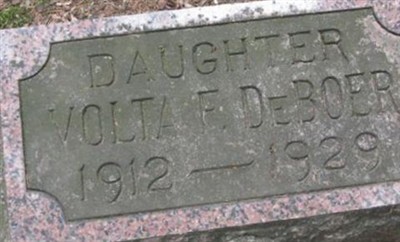 DAUGHTER
VOLTA F. DEBOER
1912 — 1929